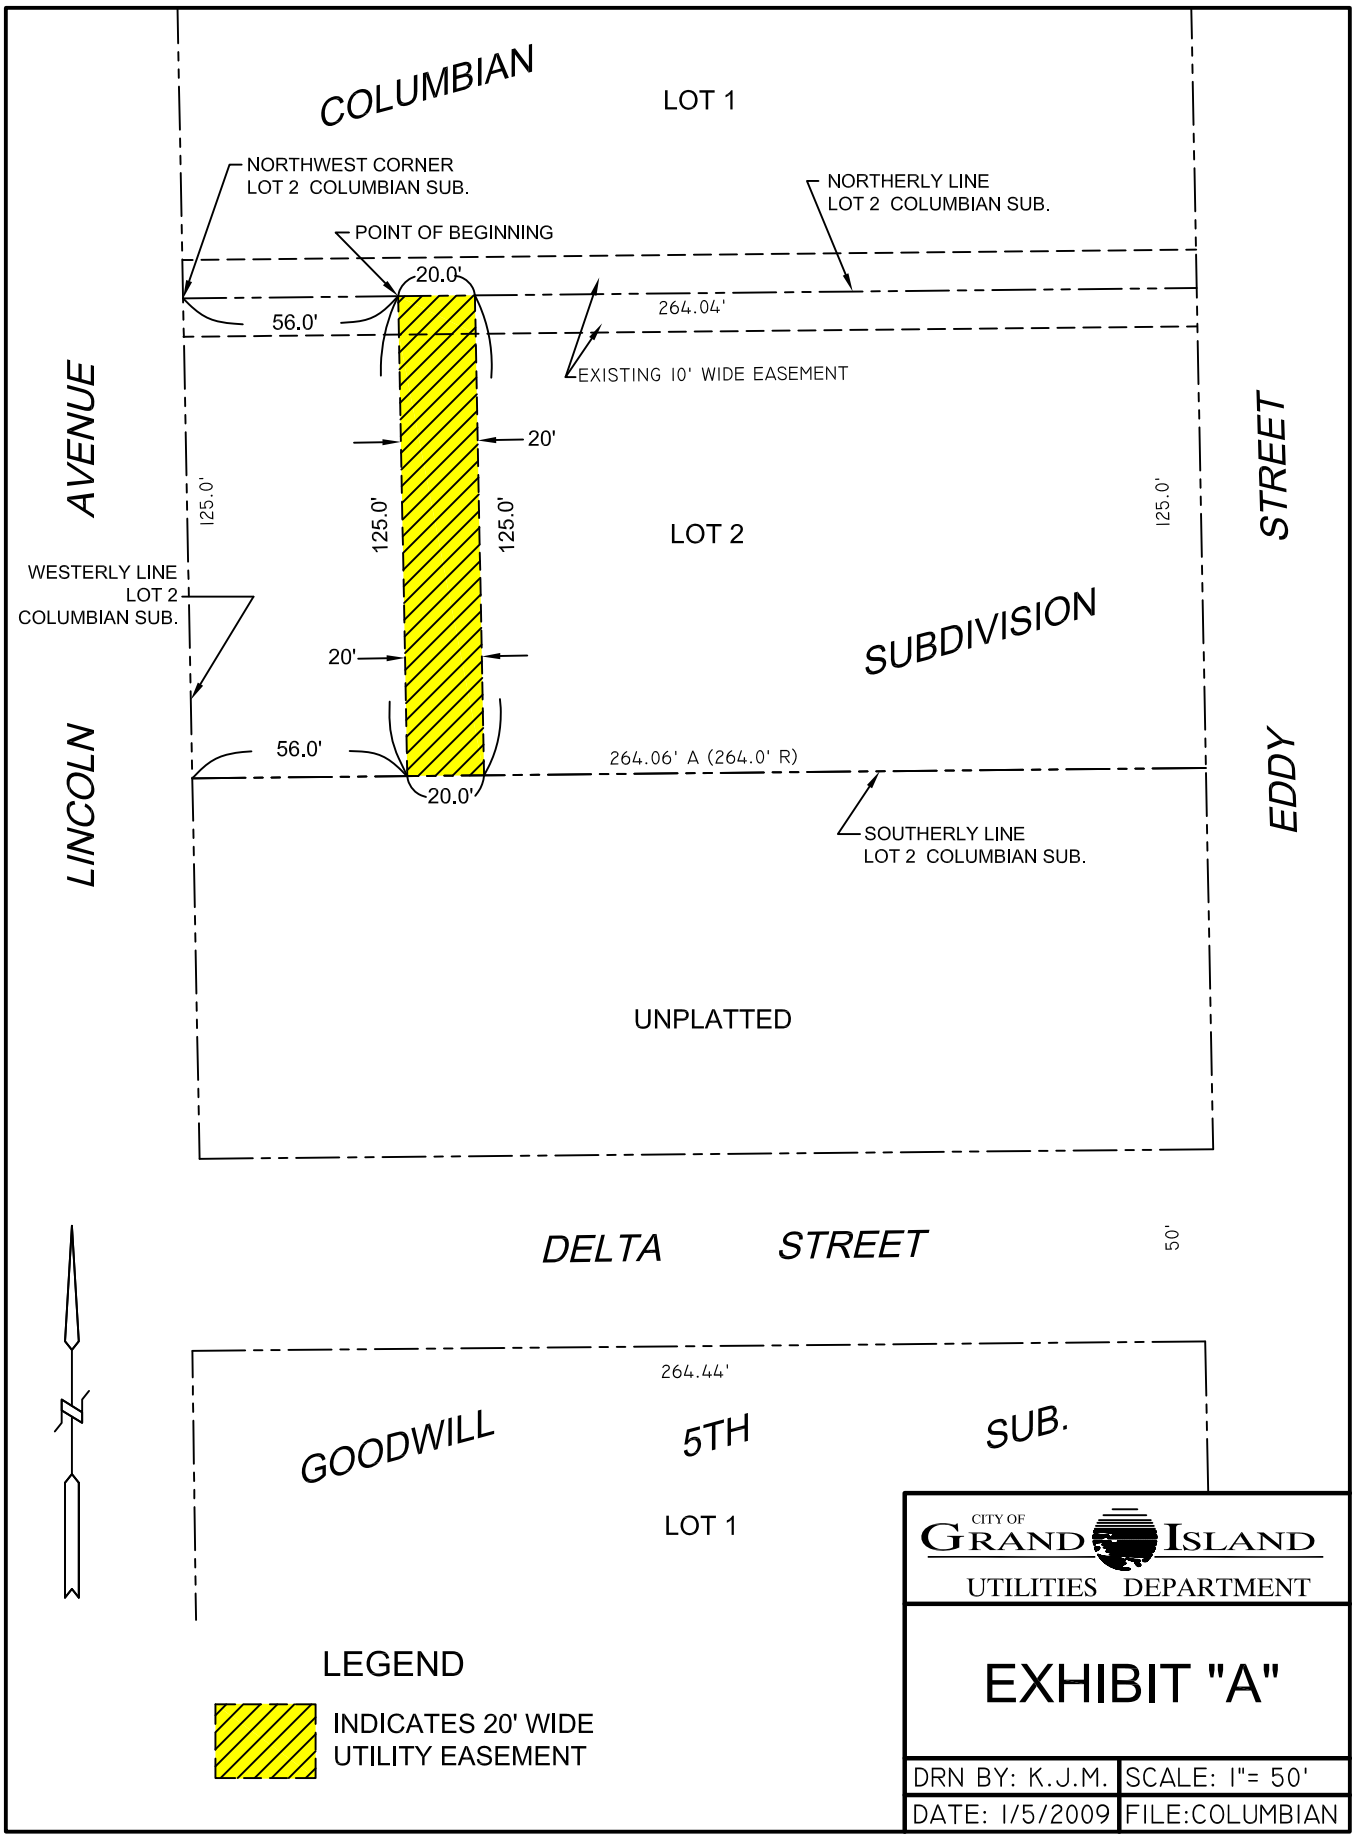 COLUMBIAN
LOT 1
NORTHWEST CORNER
LOT 2 COLUMBIAN SUB.
NORTHERLY LINE
LOT 2 COLUMBIAN SUB.
POINT OF BEGINNING
20.0'
56.0'
264.04'
EXISTING 10' WIDE EASEMENT
20'
125.0'
125.0'
125.0'
125.0'
LOT 2
AVENUE
STREET
WESTERLY LINE
LOT 2
COLUMBIAN SUB.
SUBDIVISION
20'
56.0'
264.06' A (264.0' R)
20.0'
LINCOLN
EDDY
SOUTHERLY LINE
LOT 2 COLUMBIAN SUB.
UNPLATTED
DELTA STREET
50'
264.44'
GOODWILL 5TH SUB.
LOT 1
N
LEGEND
INDICATES 20' WIDE
UTILITY EASEMENT
CITY OF
GRAND ISLAND
UTILITIES DEPARTMENT
EXHIBIT "A"
DRN BY: K.J.M.
SCALE: 1"= 50'
DATE: 1/5/2009
FILE:COLUMBIAN